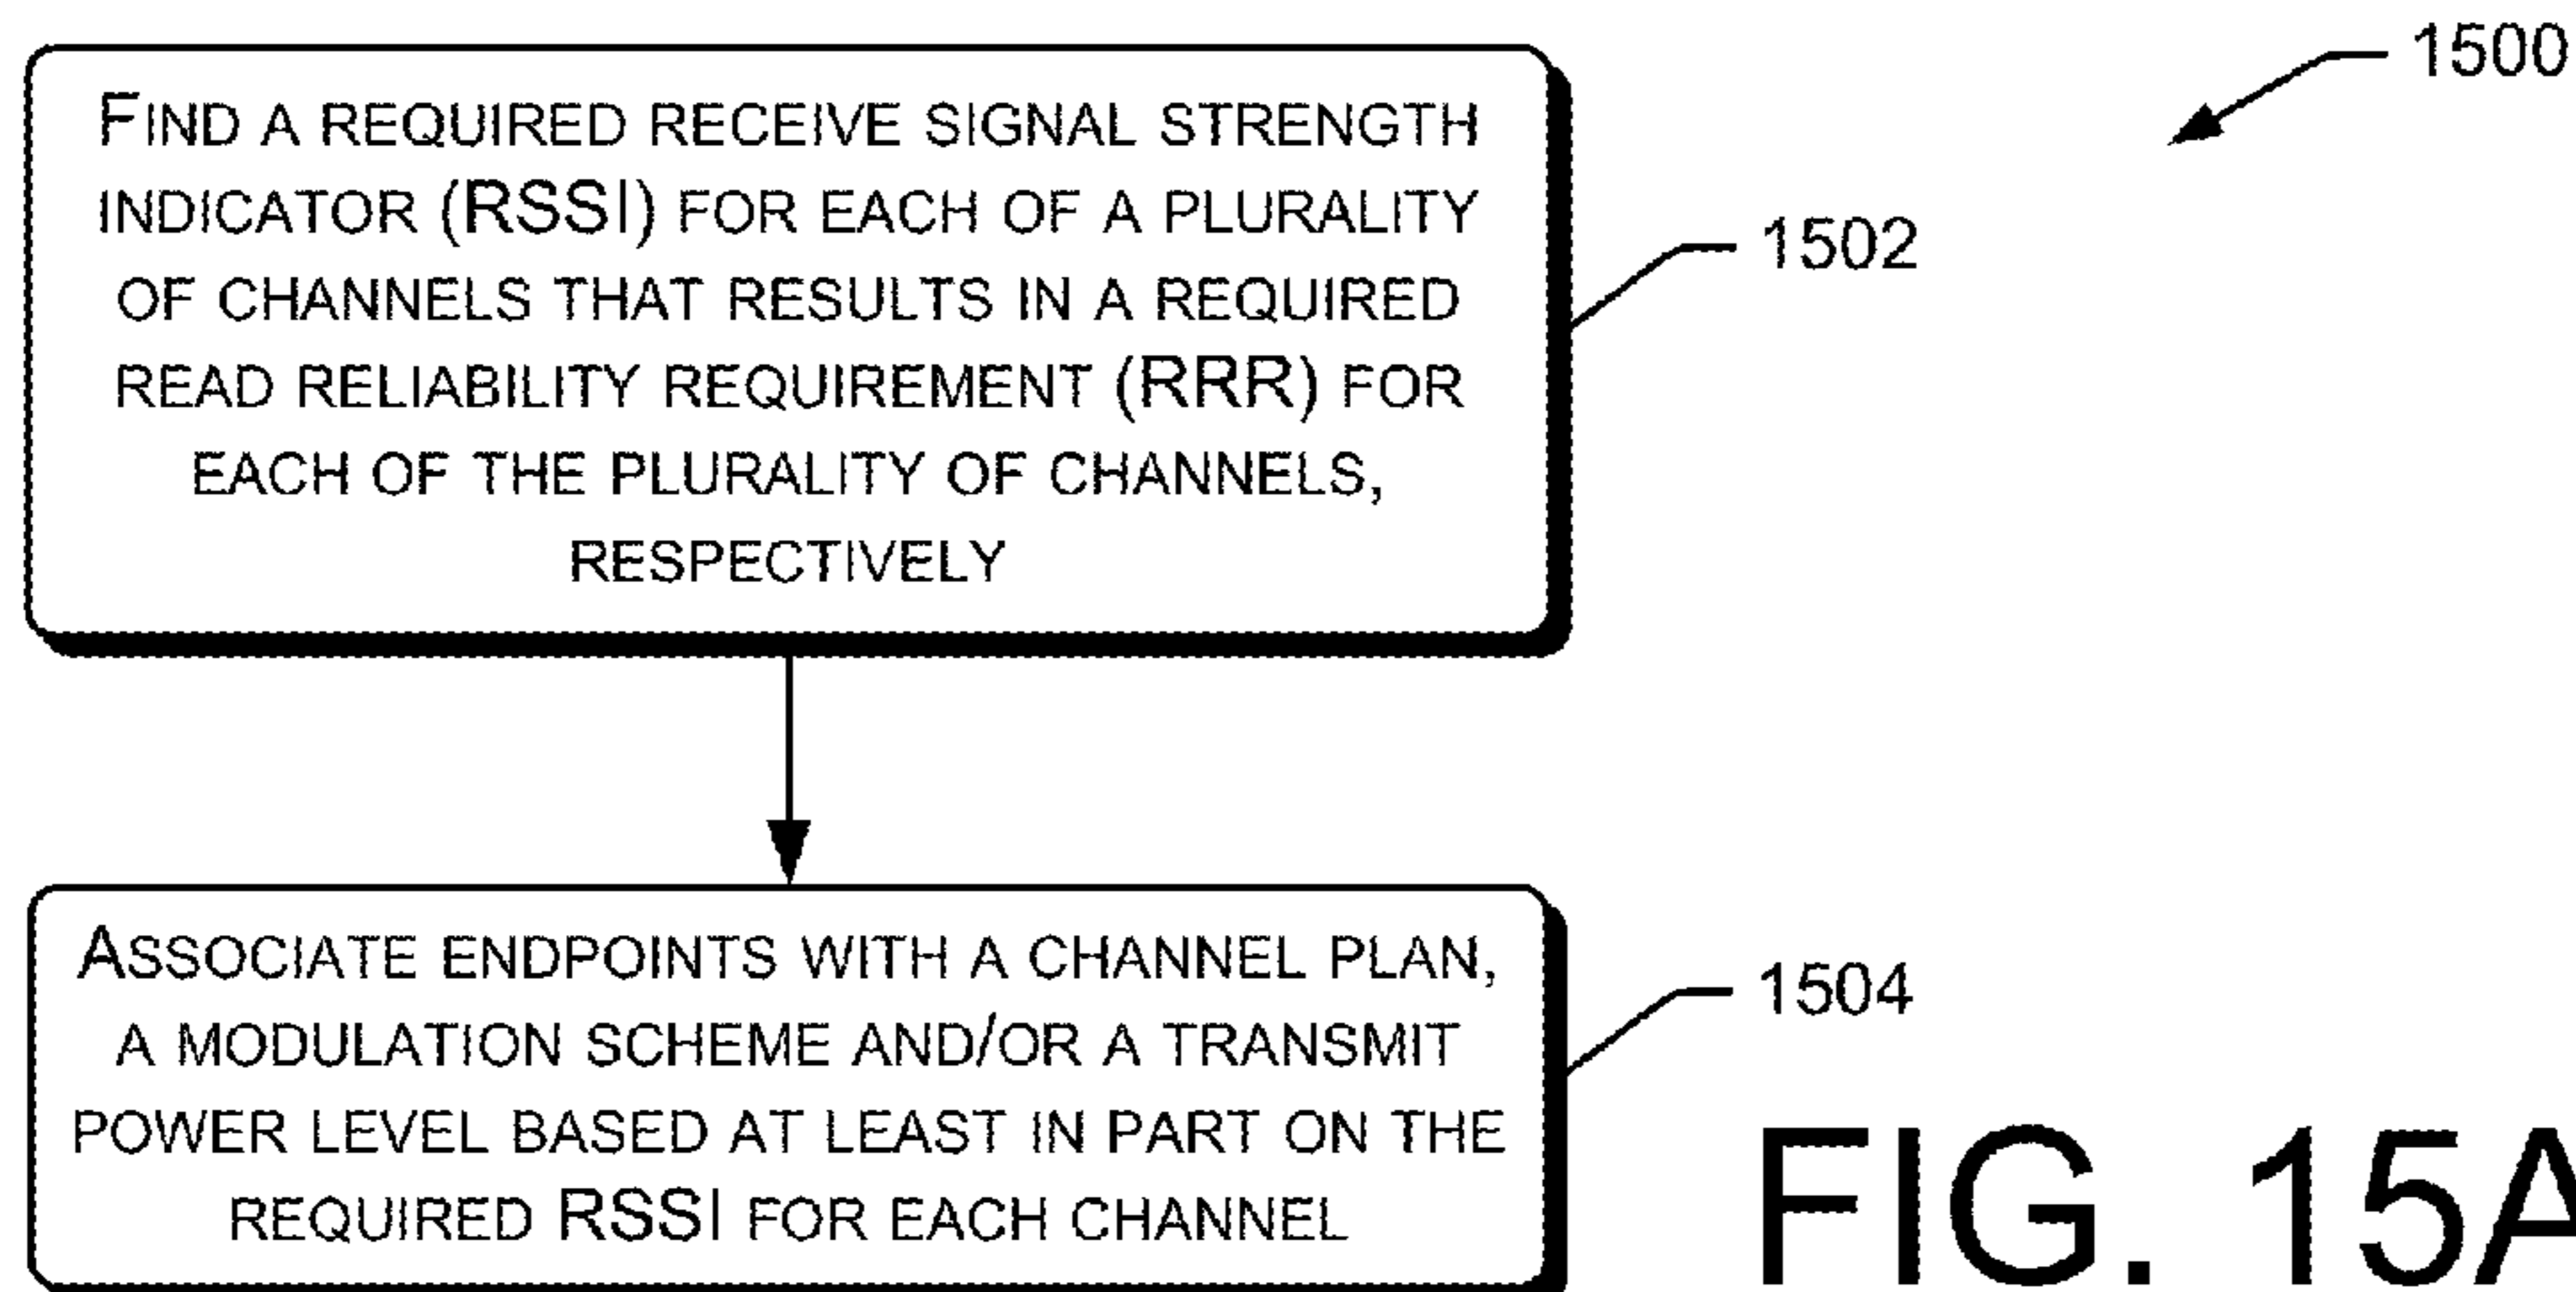 1500
FIND A REQUIRED RECEIVE SIGNAL STRENGTH
INDICATOR (RSSI) FOR EACH OF A PLURALITY
OF CHANNELS THAT RESULTS IN A REQUIRED
READ RELIABILITY REQUIREMENT (RRR) FOR
EACH OF THE PLURALITY OF CHANNELS,
RESPECTIVELY
1502
ASSOCIATE ENDPOINTS WITH A CHANNEL PLAN,
A MODULATION SCHEME AND/OR A TRANSMIT
POWER LEVEL BASED AT LEAST IN PART ON THE
REQUIRED RSSI FOR EACH CHANNEL
1504
FIG. 15A